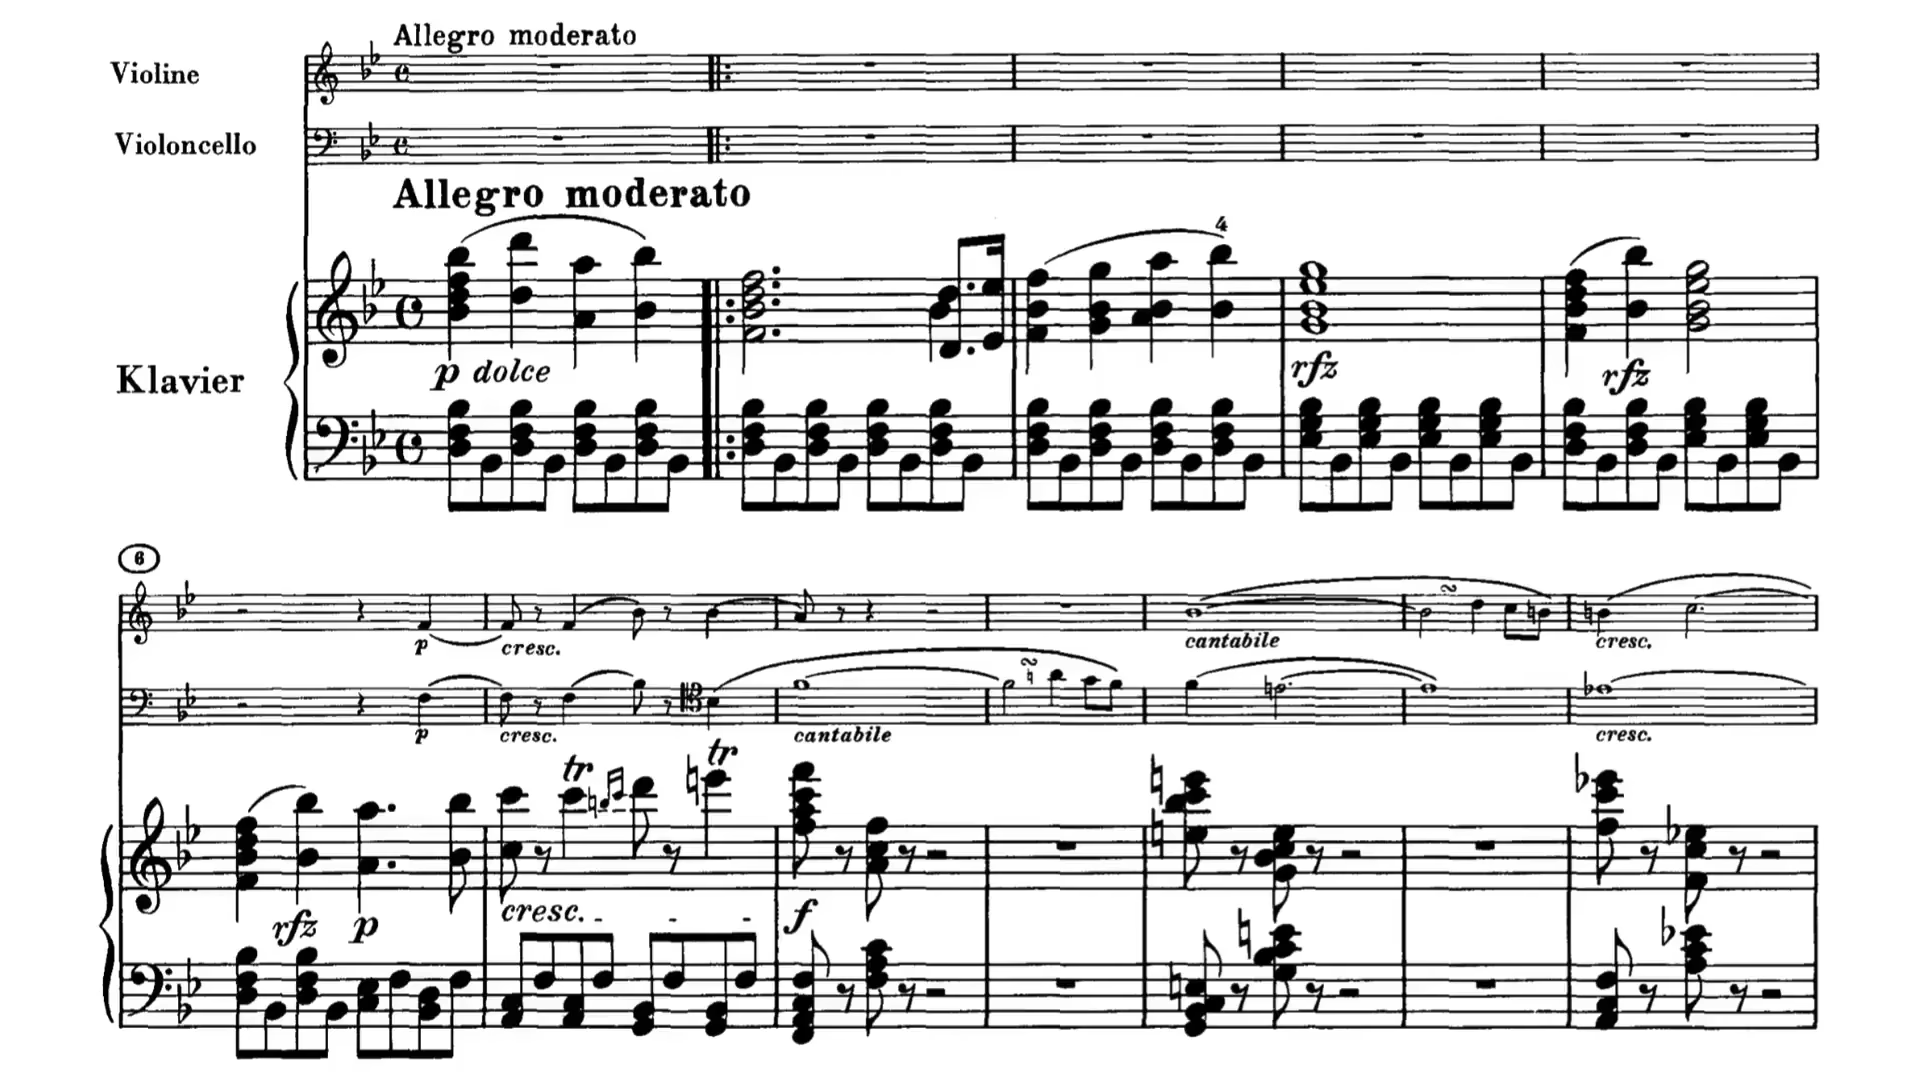 Allegro moderato
Violine
Violoncello
Allegro moderato
4
Klavier
p dolce
rfz
rfz
6
p cresc.
cantabile
cresc.
p cresc.
cantabile
cresc.
tr tr
rfz p cresc. - - - f